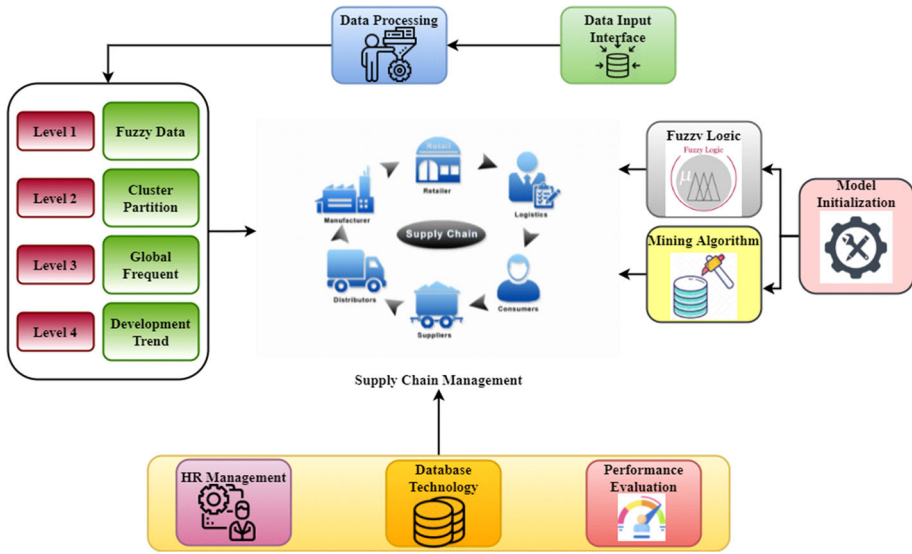 Data Processing
Data Input
Interface
Level 1
Fuzzy Data
Level 2
Cluster
Partition
Level 3
Global
Frequent
Level 4
Development
Trend
Retail
Retailer
Manufacturer
Logistics
Supply Chain
Distributors
Consumers
Suppliers
Supply Chain Management
Fuzzy Logic
Fuzzy Logic
μ
Mining Algorithm
Model
Initialization
HR Management
Database
Technology
Performance
Evaluation